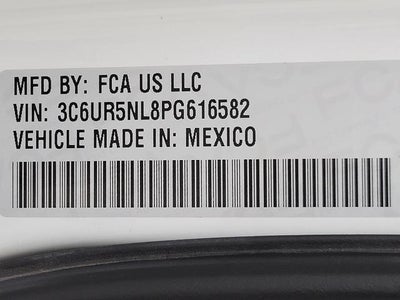 MFD BY: FCA US LLC
VIN: 3C6UR5NL8PG616582
VEHICLE MADE IN: MEXICO